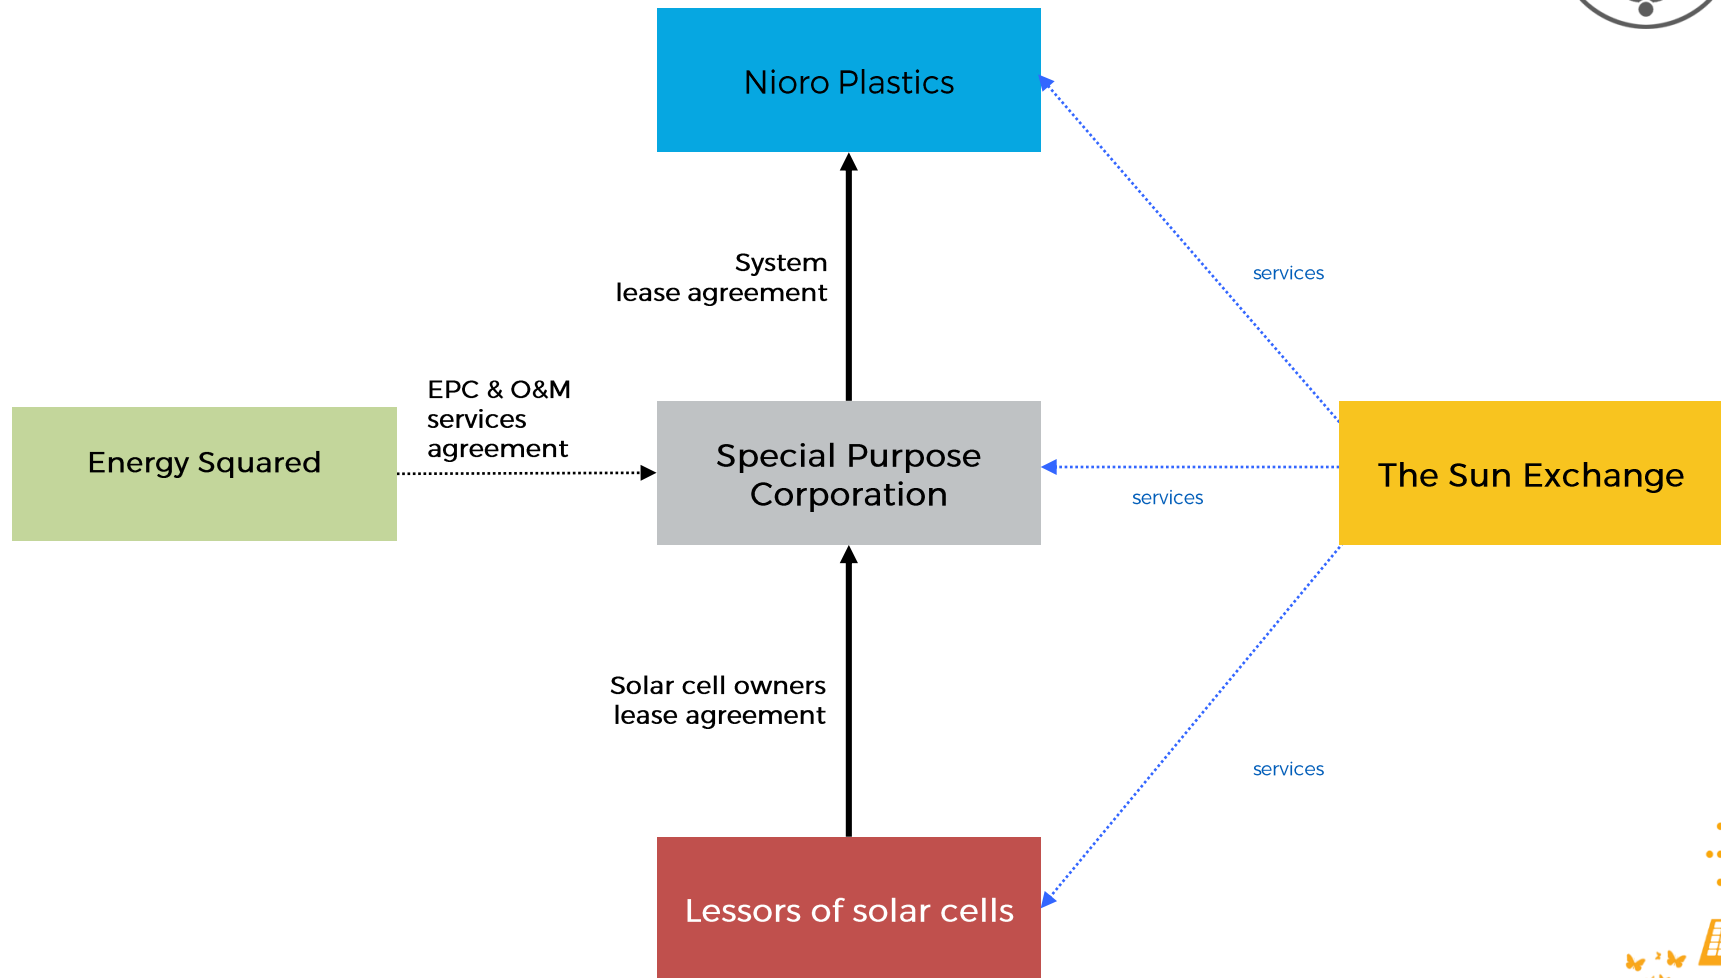 Nioro Plastics
System
lease agreement
services
EPC & O&M
services
agreement
Energy Squared
Special Purpose
Corporation
services
The Sun Exchange
Solar cell owners
lease agreement
services
Lessors of solar cells